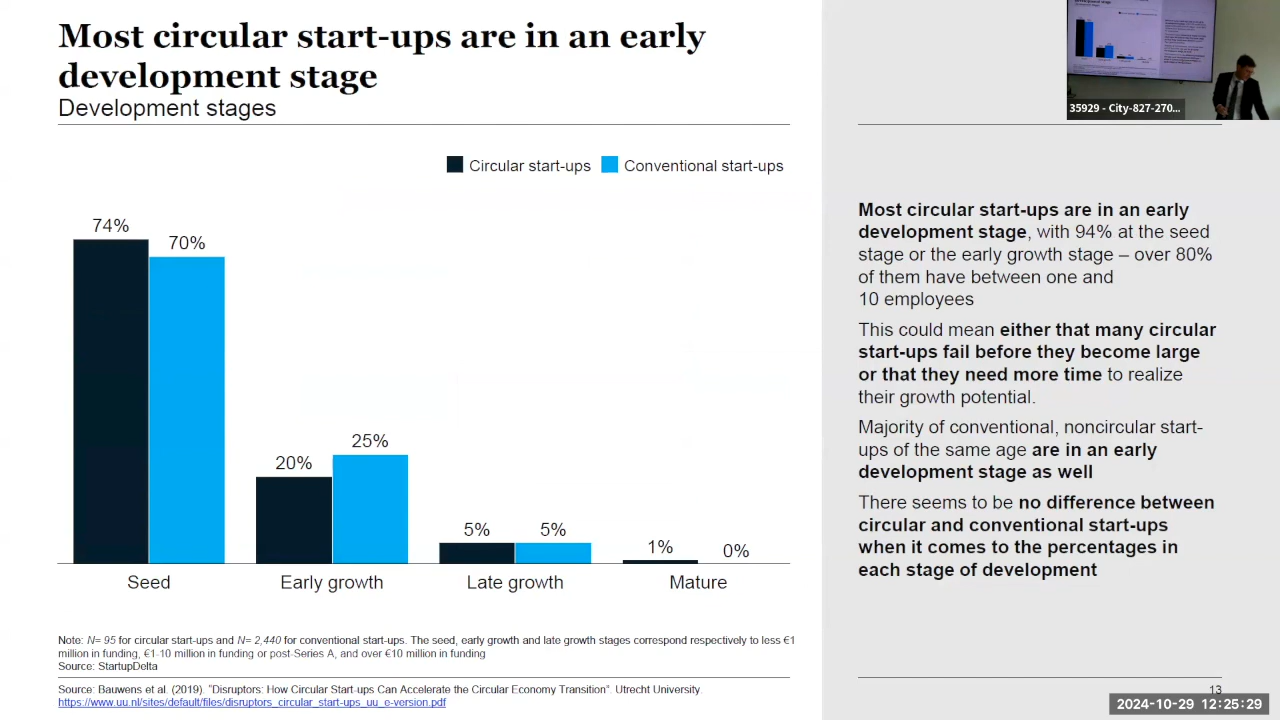 Most circular start-ups are in an early
development stage
Development stages
Circular start-ups
Conventional start-ups
74%
70%
20%
25%
5%
5%
1%
0%
Seed
Early growth
Late growth
Mature
Note: N= 95 for circular start-ups and N= 2,440 for conventional start-ups. The seed, early growth and late growth stages correspond respectively to less €1
million in funding, €1-10 million in funding or post-Series A, and over €10 million in funding
Source: StartupDelta
Source: Bauwens et al. (2019). "Disruptors: How Circular Start-ups Can Accelerate the Circular Economy Transition". Utrecht University.
https://www.uu.nl/sites/default/files/disruptors_circular_start-ups_uu_e-version.pdf
35929 - City-827-270...
Most circular start-ups are in an early
development stage, with 94% at the seed
stage or the early growth stage – over 80%
of them have between one and
10 employees
This could mean either that many circular
start-ups fail before they become large
or that they need more time to realize
their growth potential.
Majority of conventional, noncircular start-
ups of the same age are in an early
development stage as well
There seems to be no difference between
circular and conventional start-ups
when it comes to the percentages in
each stage of development
13
2024-10-29 12:25:29